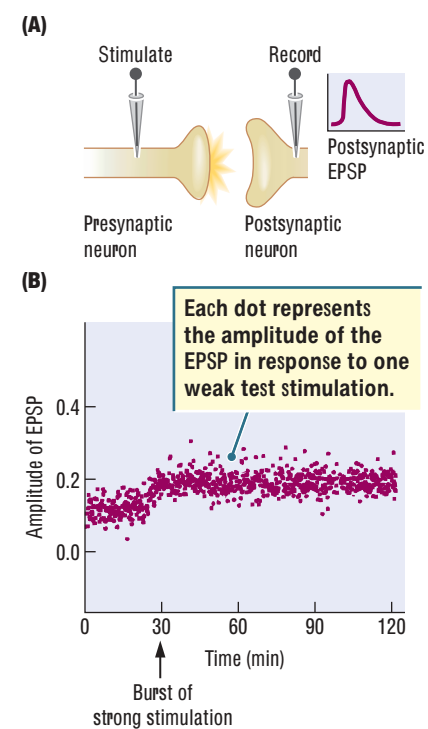 (A)
Stimulate
Record
Postsynaptic
EPSP
Presynaptic
neuron
Postsynaptic
neuron
(B)
Each dot represents
the amplitude of the
EPSP in response to one
weak test stimulation.
Amplitude of EPSP
0.4
0.2
0.0
0 30 60 90 120
Time (min)
Burst of
strong stimulation